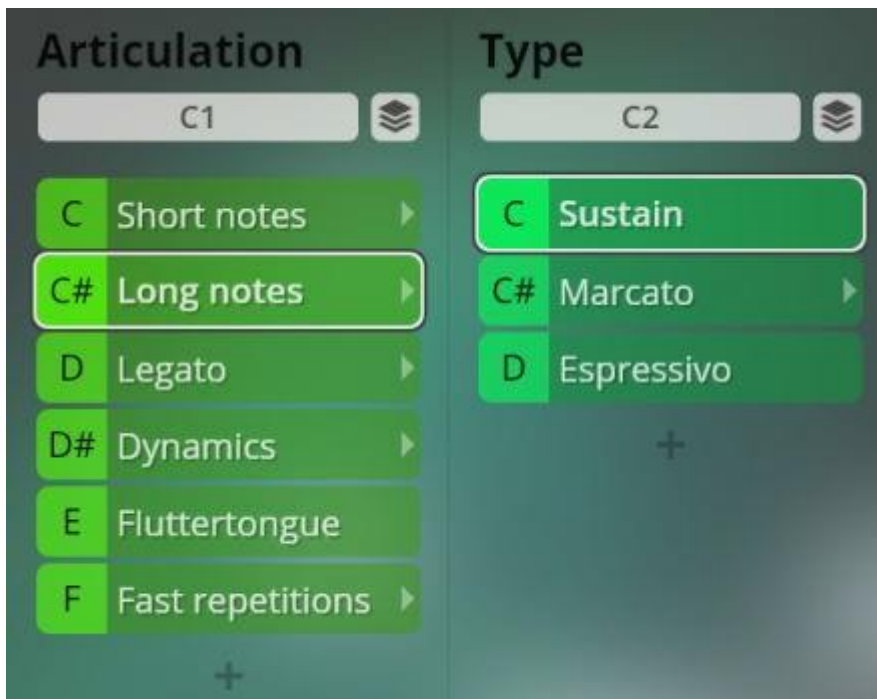 Articulation
C1
C Short notes
C# Long notes
D Legato
D# Dynamics
E Fluttertongue
F Fast repetitions
+
Type
C2
C Sustain
C# Marcato
D Espressivo
+